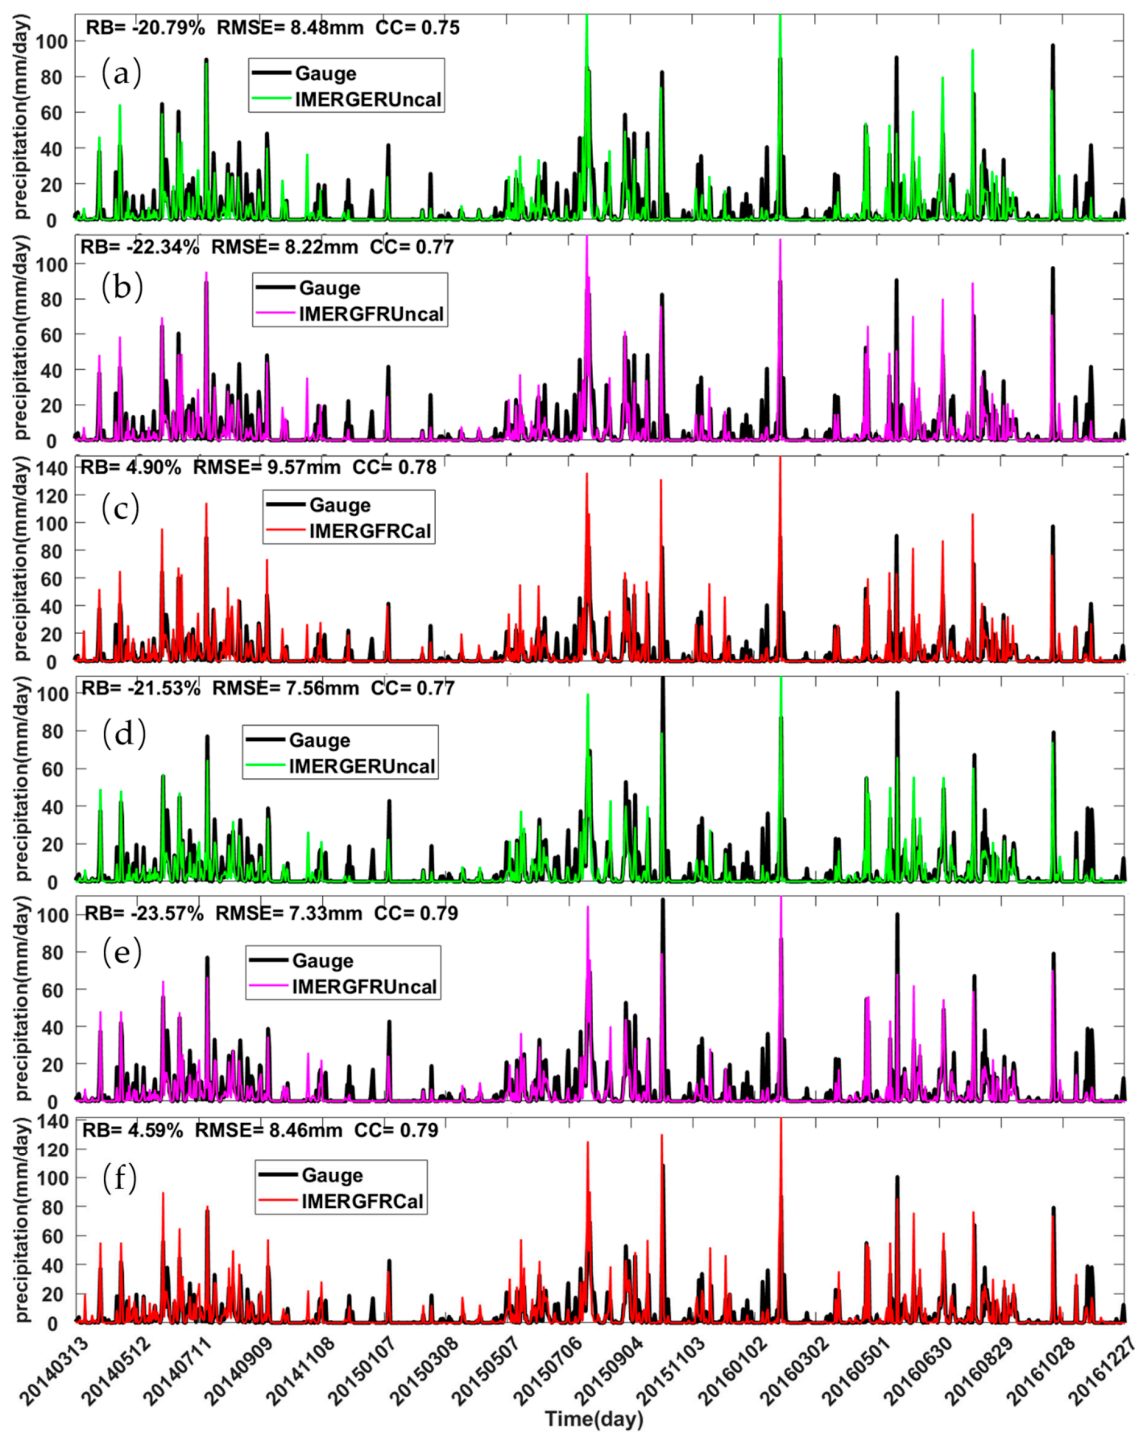 RB= -20.79% RMSE= 8.48mm CC= 0.75
(a)
Gauge
IMERGERUncal
precipitation(mm/day)
100
80
60
40
20
0
RB= -22.34% RMSE= 8.22mm CC= 0.77
(b)
Gauge
IMERGFRUncal
precipitation(mm/day)
100
80
60
40
20
0
RB= 4.90% RMSE= 9.57mm CC= 0.78
(c)
Gauge
IMERGFRCal
precipitation(mm/day)
140
120
100
80
60
40
20
0
RB= -21.53% RMSE= 7.56mm CC= 0.77
(d)
Gauge
IMERGERUncal
precipitation(mm/day)
100
80
60
40
20
0
RB= -23.57% RMSE= 7.33mm CC= 0.79
(e)
Gauge
IMERGFRUncal
precipitation(mm/day)
100
80
60
40
20
0
RB= 4.59% RMSE= 8.46mm CC= 0.79
(f)
Gauge
IMERGFRCal
precipitation(mm/day)
140
120
100
80
60
40
20
0
20140313 20140512 20140711 20140909 20141108 20150107 20150308 20150507 20150706 20150904 20151103 20160102 20160302 20160501 20160630 20160829 20161028 20161227
Time(day)